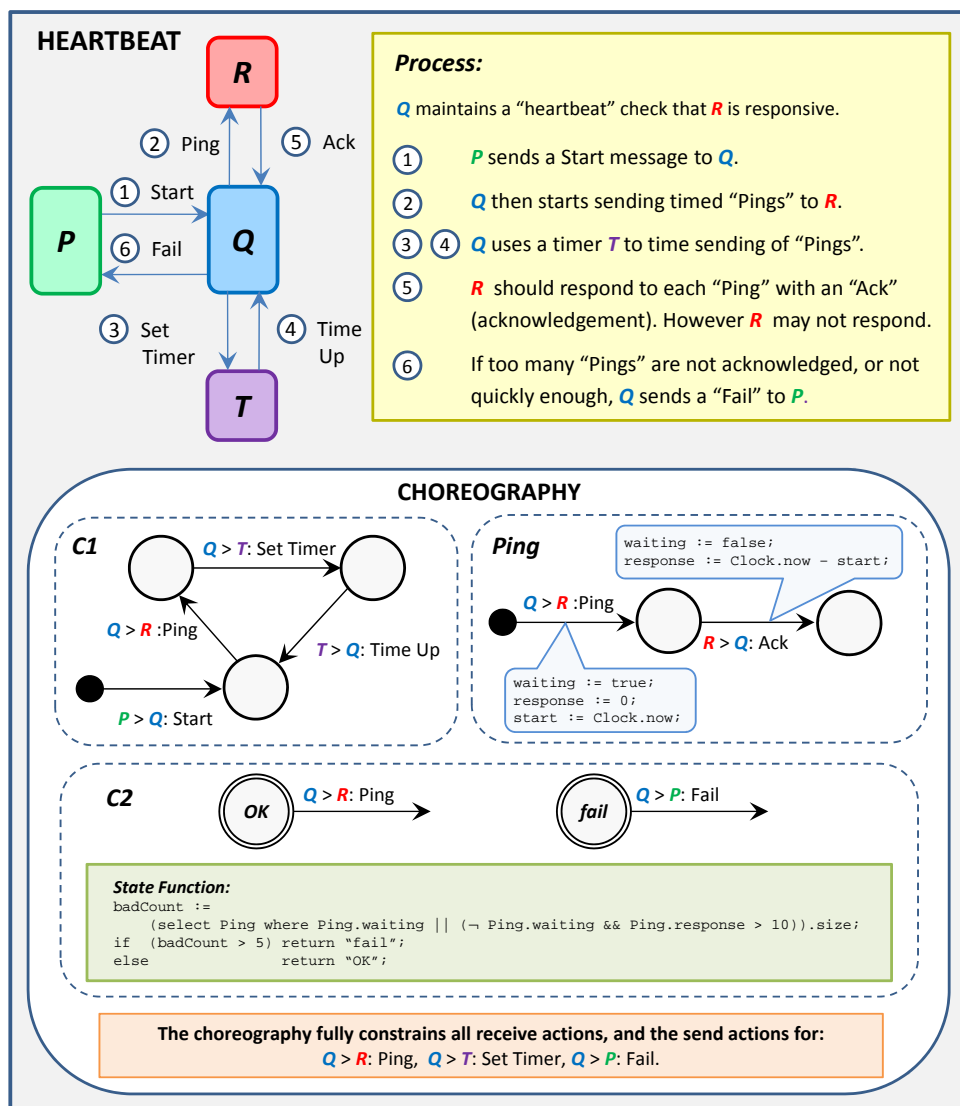 HEARTBEAT
R
2 Ping
5 Ack
1 Start
P
Q
6 Fail
3 Set
Timer
4 Time
Up
T
Process:
Q maintains a “heartbeat” check that R is responsive.
1 P sends a Start message to Q.
2 Q then starts sending timed “Pings” to R.
3 4 Q uses a timer T to time sending of “Pings”.
5 R should respond to each “Ping” with an “Ack”
(acknowledgement). However R may not respond.
6 If too many “Pings” are not acknowledged, or not
quickly enough, Q sends a “Fail” to P.
CHOREOGRAPHY
C1
Q > T: Set Timer
Q > R :Ping
T > Q: Time Up
P > Q: Start
Ping
waiting := false;
response := Clock.now – start;
Q > R :Ping
R > Q: Ack
waiting := true;
response := 0;
start := Clock.now;
C2
OK
Q > R: Ping
fail
Q > P: Fail
State Function:
badCount :=
(select Ping where Ping.waiting || (¬ Ping.waiting && Ping.response > 10)).size;
if (badCount > 5) return “fail”;
else return “OK”;
The choreography fully constrains all receive actions, and the send actions for:
Q > R: Ping, Q > T: Set Timer, Q > P: Fail.